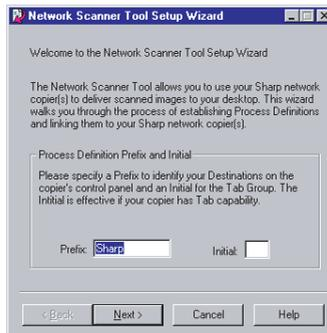 Network Scanner Tool Setup Wizard
Welcome to the Network Scanner Tool Setup Wizard
The Network Scanner Tool allows you to use your Sharp network
copier(s) to deliver scanned images to your desktop. This wizard
walks you through the process of establishing Process Definitions
and linking them to your Sharp network copier(s).
Process Definition Prefix and Initial
Please specify a Prefix to identify your Destinations on the
copier's control panel and an Initial for the Tab Group. The
Intitial is effective if your copier has Tab capability.
Prefix: Sharp Initial:
< Back Next > Cancel Help